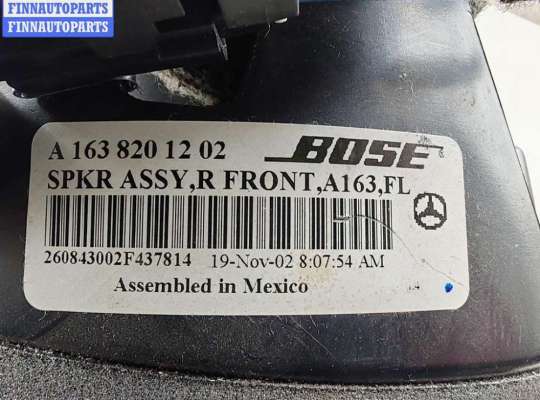 FINNAUTOPARTS
FINNAUTOPARTS
A 163 820 12 02 BOSE
SPKR ASSY,R FRONT,A163,FL
260843002F437814 19-Nov-02 8:07:54 AM
Assembled in Mexico